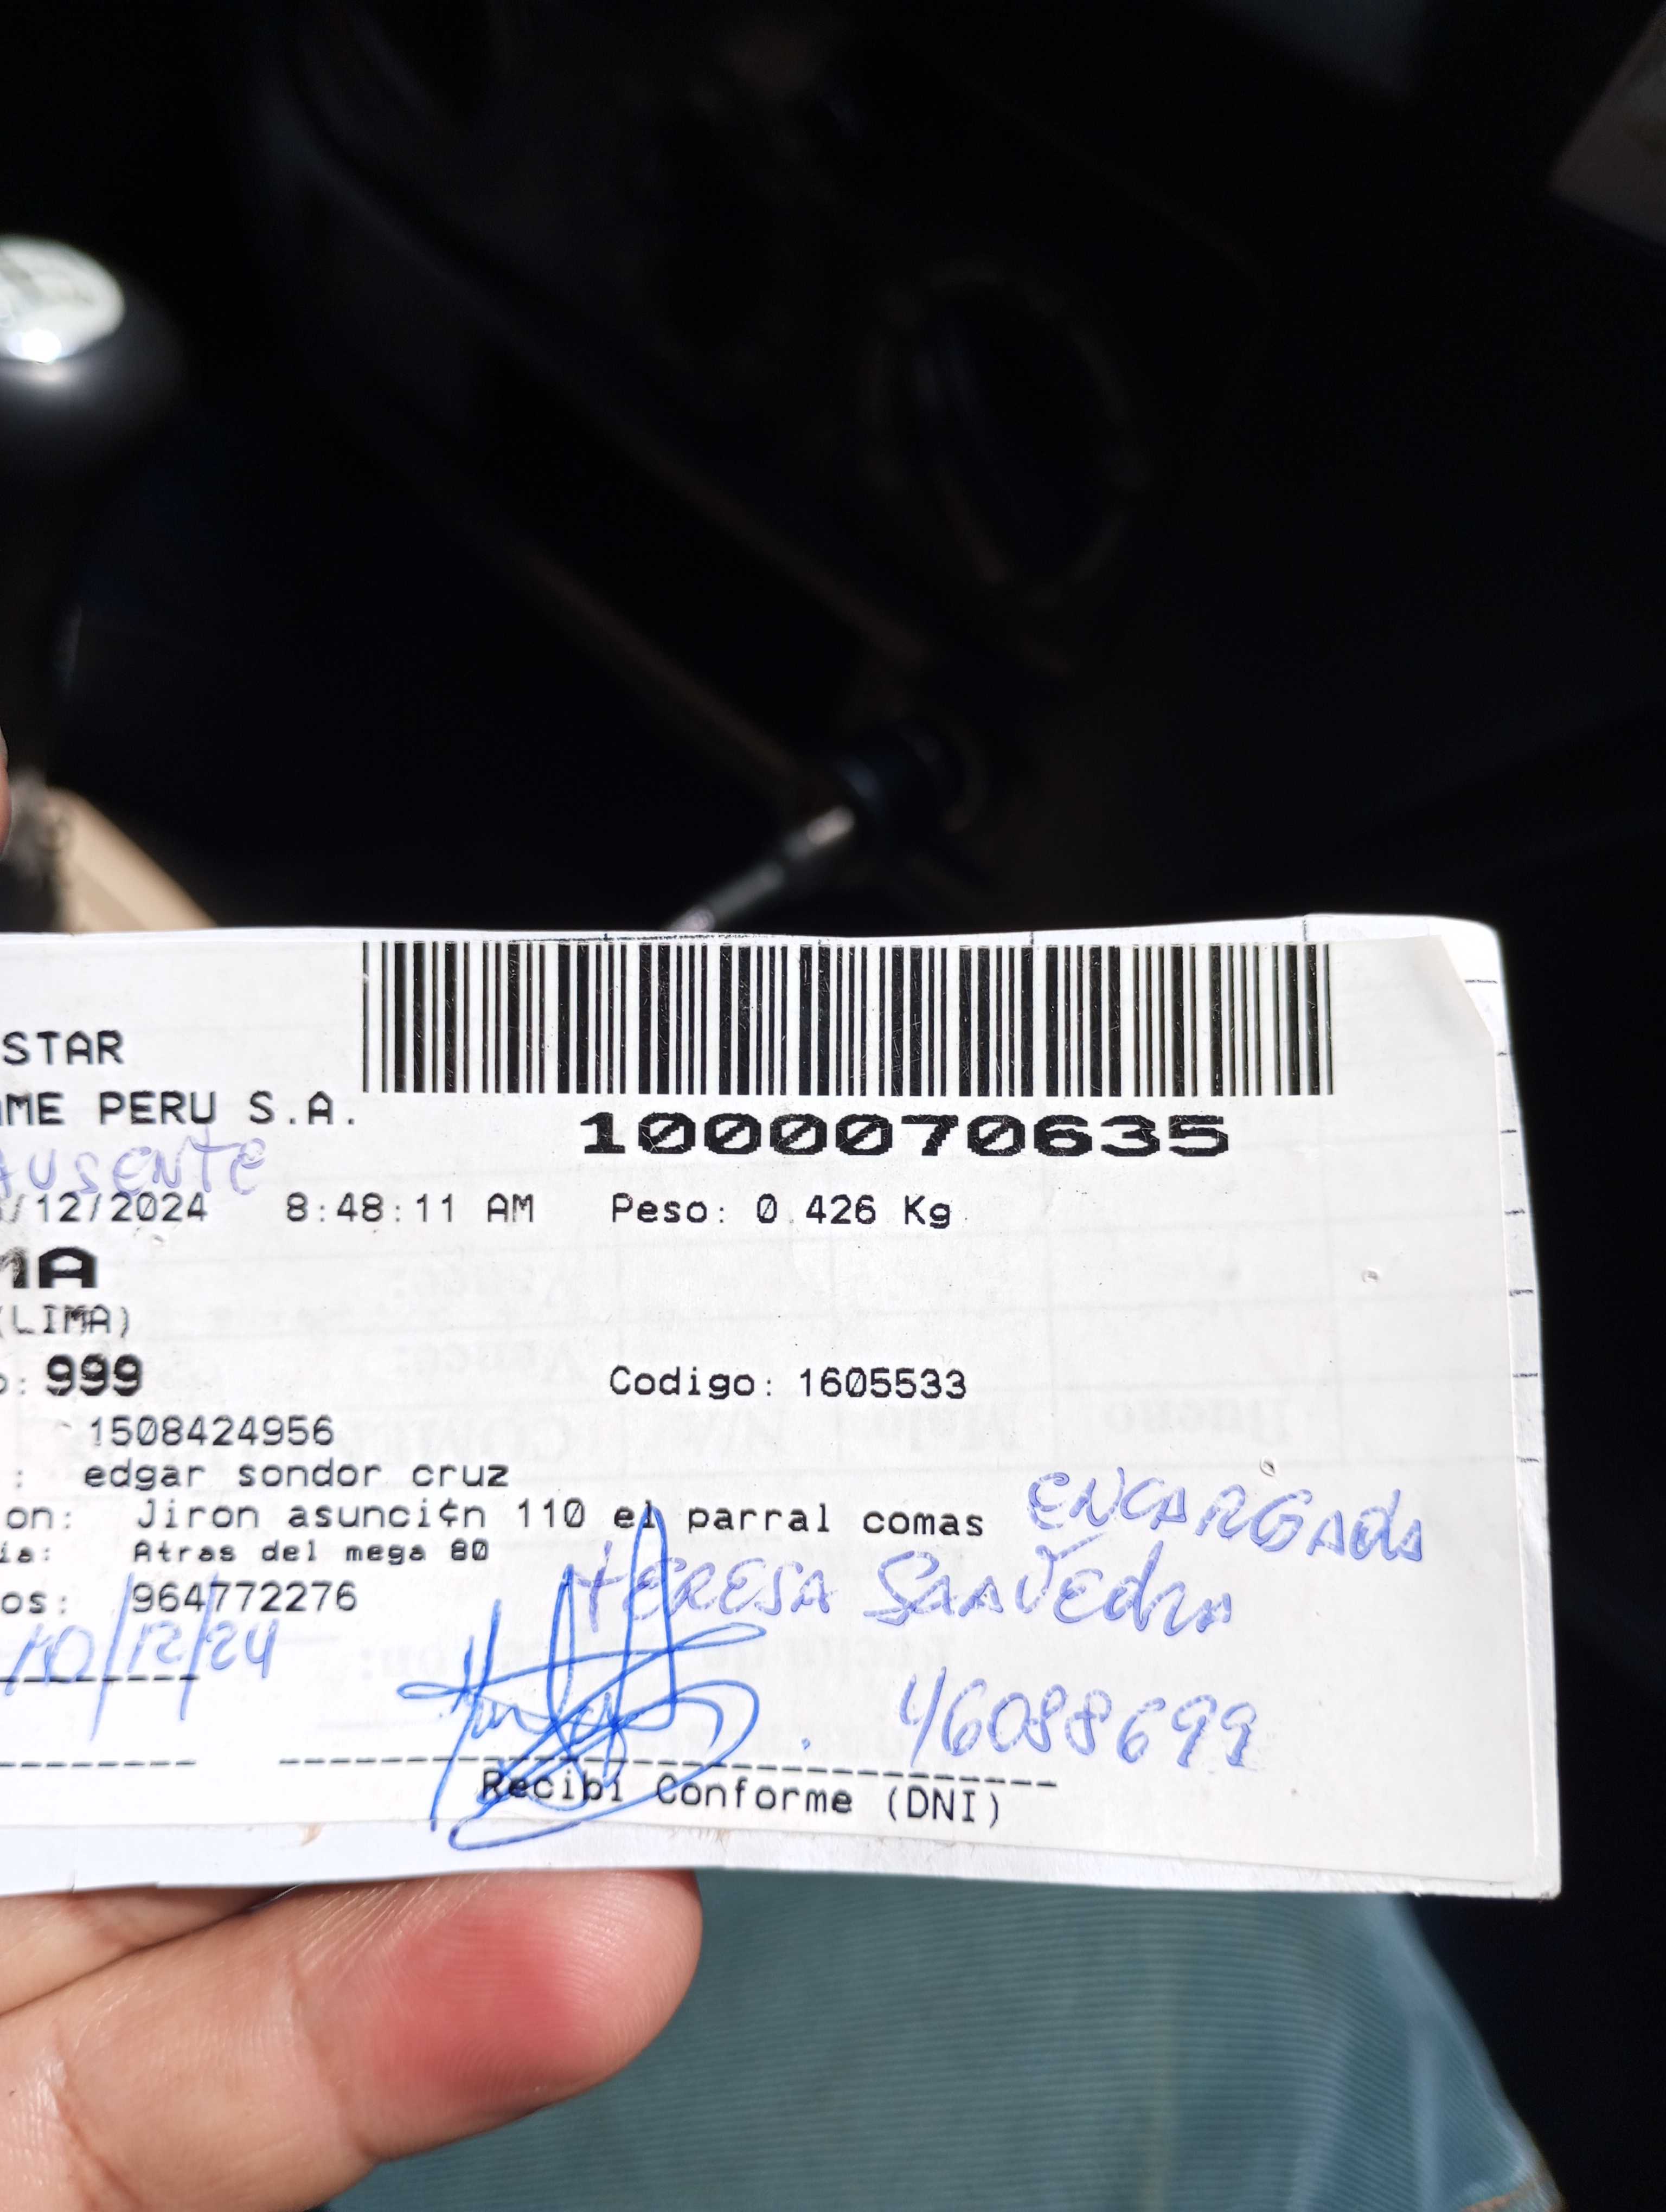 STAR
AME PERU S.A.
1000070635
AUSENTE
/12/2024 8:48:11 AM Peso: 0.426 Kg
MA
(LIMA)
o: 999 Codigo: 1605533
1508424956
: edgar sondor cruz
on: Jiron asunci¢n 110 el parral comas ENCARGADA
ia: Atras del mega 80
TERESA SAAVEdRA
os: 964772276
10/12/24
46088699
Recibi Conforme (DNI)